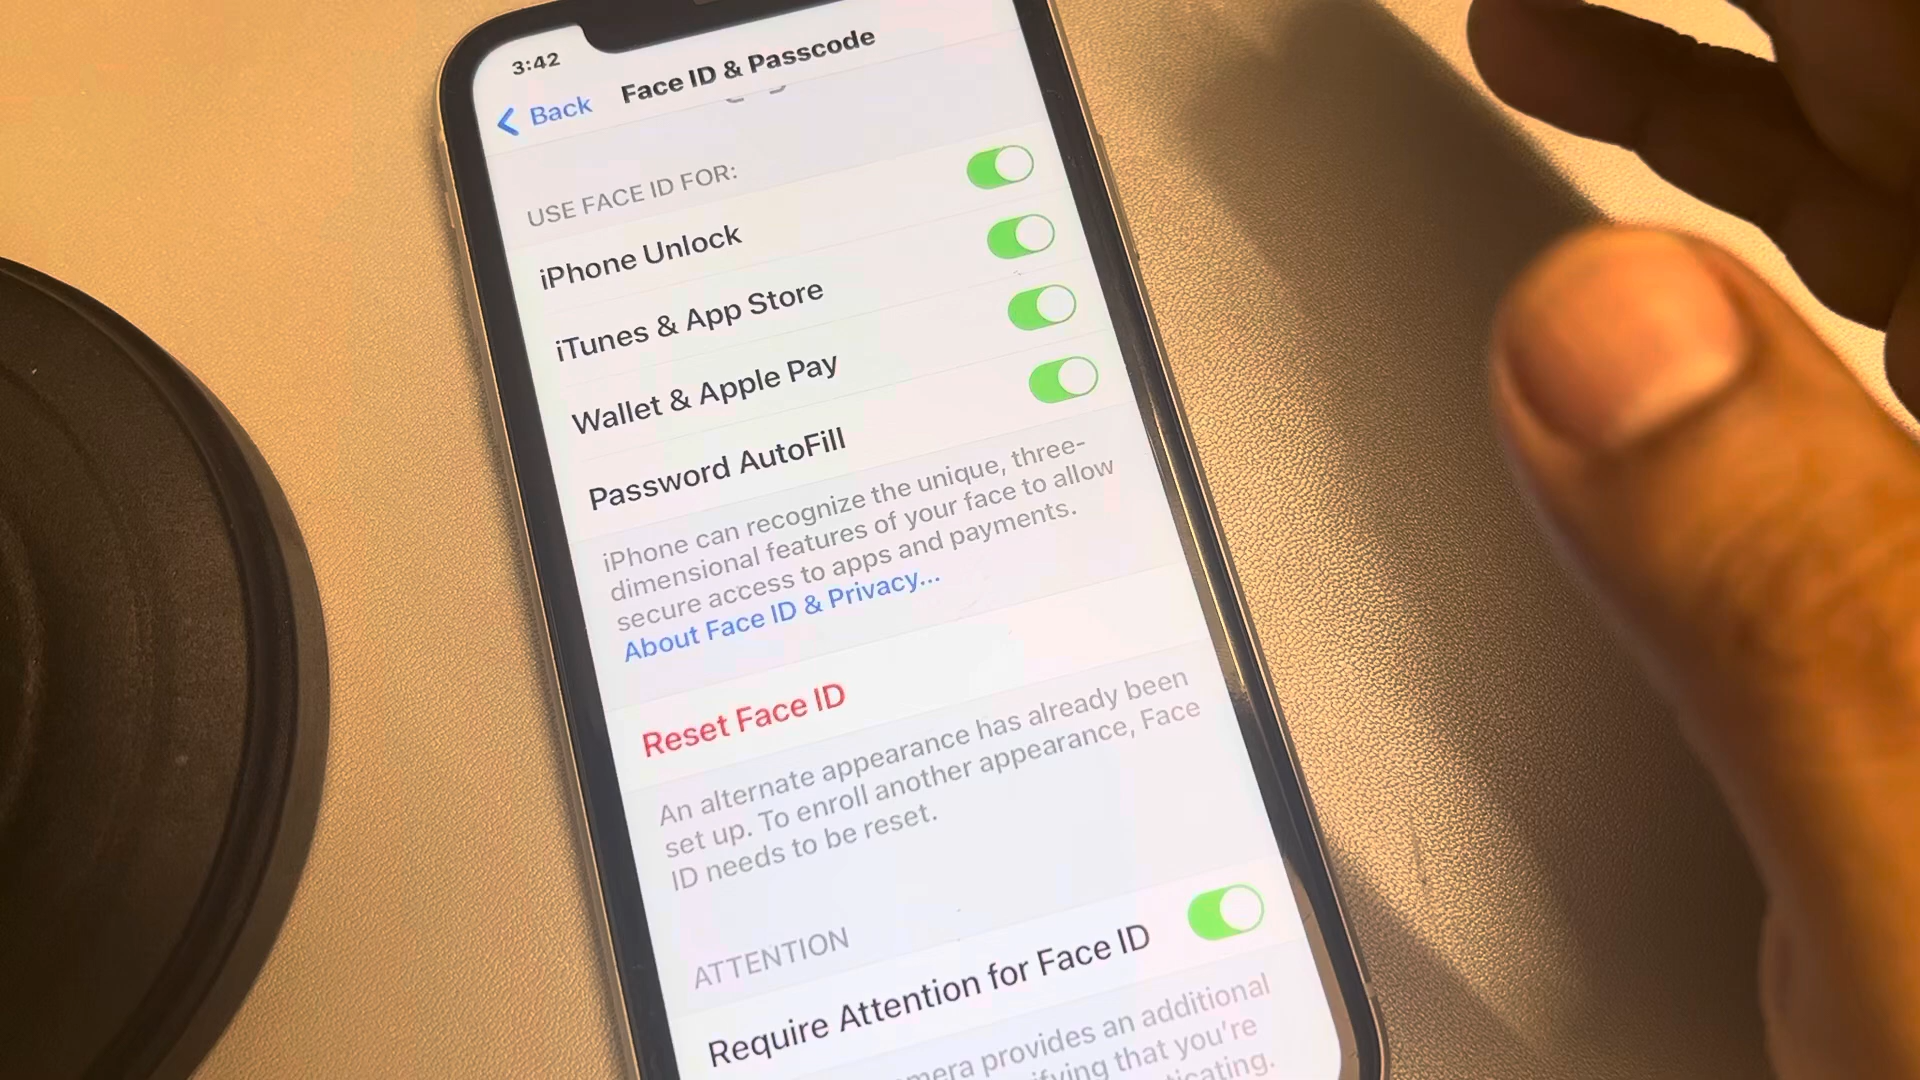 3:42
Back
Face ID & Passcode
USE FACE ID FOR:
iPhone Unlock
iTunes & App Store
Wallet & Apple Pay
Password AutoFill
iPhone can recognize the unique, three-
dimensional features of your face to allow
secure access to apps and payments.
About Face ID & Privacy...
Reset Face ID
An alternate appearance has already been
set up. To enroll another appearance, Face
ID needs to be reset.
ATTENTION
Require Attention for Face ID
provides an additional
that you're